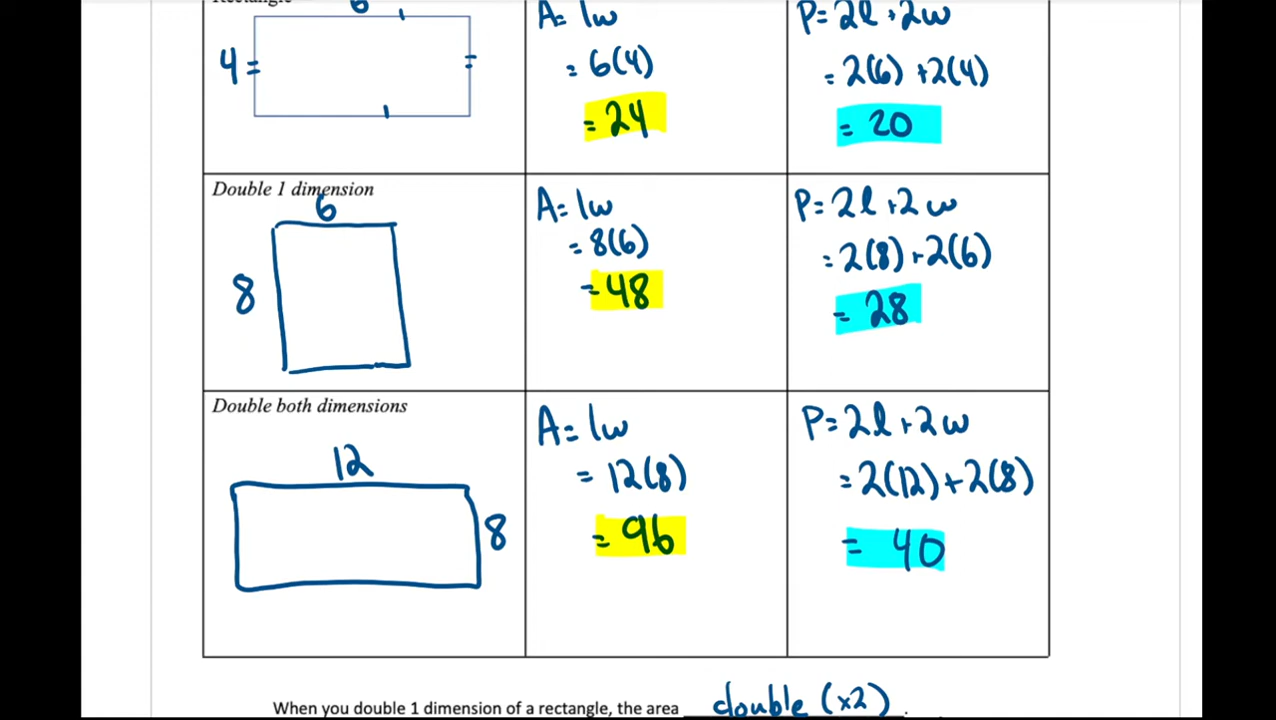 Rectangle
6
4
A= lw
= 6(4)
= 24
P= 2l +2w
= 2(6) +2(4)
= 20
Double 1 dimension
6
8
A= lw
= 8(6)
= 48
P= 2l +2w
= 2(8) +2(6)
= 28
Double both dimensions
12
8
A= lw
= 12(8)
= 96
P= 2l +2w
= 2(12) +2(8)
= 40
When you double 1 dimension of a rectangle, the area double (x2).